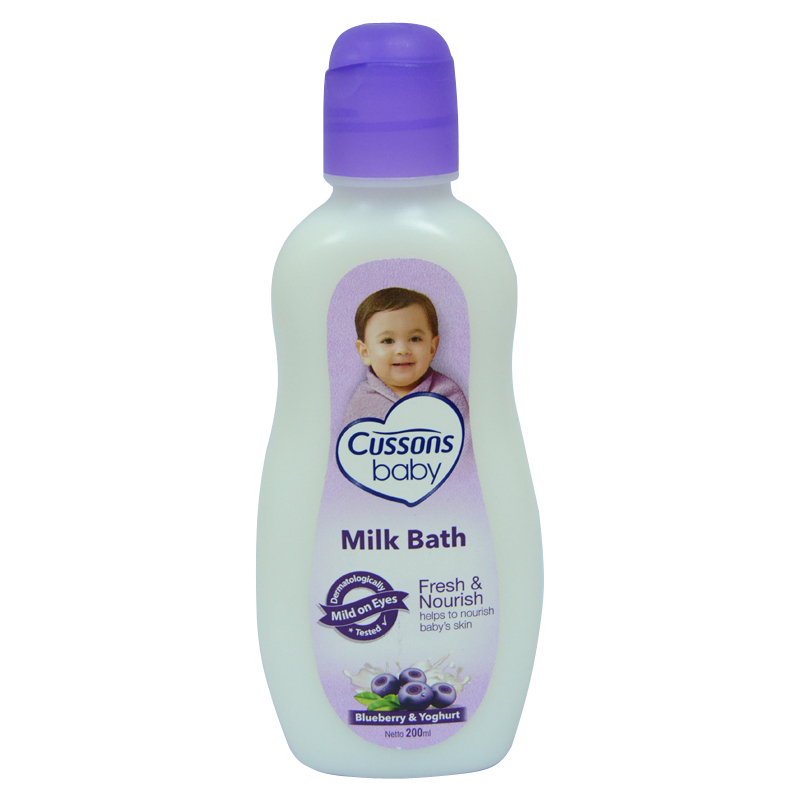 Cussons
baby
Milk Bath
Dermatologically
Mild on Eyes
* Tested ✓
Fresh &
Nourish
helps to nourish
baby's skin
Blueberry & Yoghurt
Netto 200ml